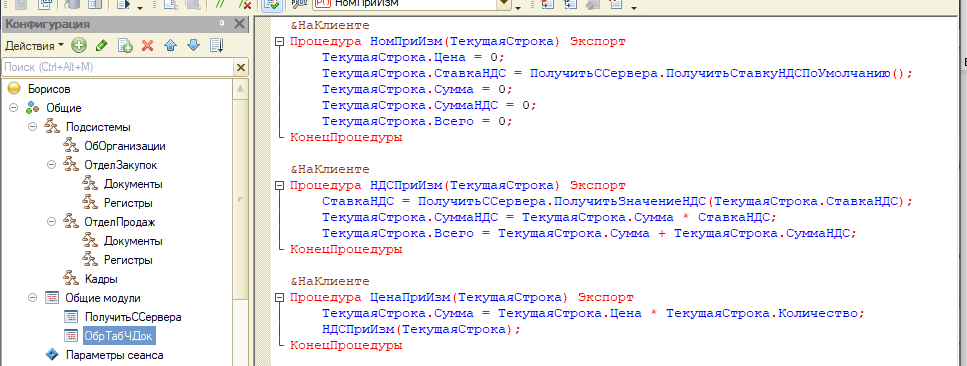 НомПриИзм
Конфигурация
Действия
Поиск (Ctrl+Alt+M)
Борисов
Общие
Подсистемы
ОбОрганизации
ОтделЗакупок
Документы
Регистры
ОтделПродаж
Документы
Регистры
Кадры
Общие модули
ПолучитьССервера
ОбрТабЧДок
Параметры сеанса
&НаКлиенте
Процедура НомПриИзм(ТекущаяСтрока) Экспорт
ТекущаяСтрока.Цена = 0;
ТекущаяСтрока.СтавкаНДС = ПолучитьССервера.ПолучитьСтавкуНДСПоУмолчанию();
ТекущаяСтрока.Сумма = 0;
ТекущаяСтрока.СуммаНДС = 0;
ТекущаяСтрока.Всего = 0;
КонецПроцедуры
&НаКлиенте
Процедура НДСПриИзм(ТекущаяСтрока) Экспорт
СтавкаНДС = ПолучитьССервера.ПолучитьЗначениеНДС(ТекущаяСтрока.СтавкаНДС);
ТекущаяСтрока.СуммаНДС = ТекущаяСтрока.Сумма * СтавкаНДС;
ТекущаяСтрока.Всего = ТекущаяСтрока.Сумма + ТекущаяСтрока.СуммаНДС;
КонецПроцедуры
&НаКлиенте
Процедура ЦенаПриИзм(ТекущаяСтрока) Экспорт
ТекущаяСтрока.Сумма = ТекущаяСтрока.Цена * ТекущаяСтрока.Количество;
НДСПриИзм(ТекущаяСтрока);
КонецПроцедуры